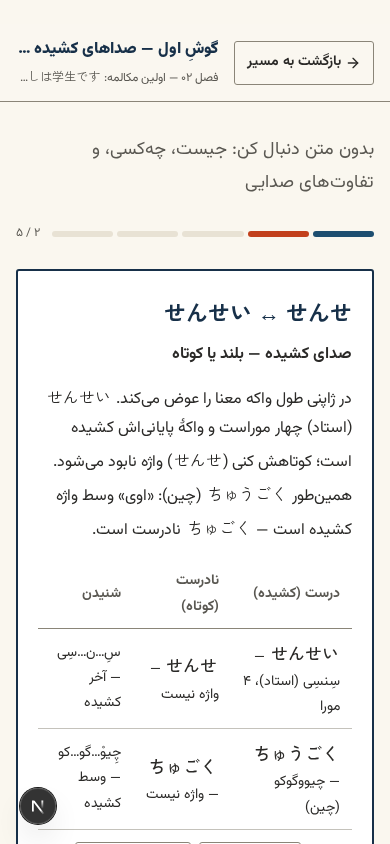 بازگشت به مسیر →
گوشِ اول — صداهای کشیده ...
فصل ۰۲ — اولین مکالمه: しは学生です...
بدون متن دنبال کن: چیست، چه‌کسی، و
تفاوت‌های صدایی
۲ / ۵
せんせ ↔ せんせい
صدای کشیده — بلند یا کوتاه
در ژاپنی طول واکه معنا را عوض می‌کند. せんせい
(استاد) چهار موراست و واکهٔ پایانی‌اش کشیده
است؛ کوتاهش کنی (せんせ) واژه نابود می‌شود.
همین‌طور ちゅうごく (چین): «اوی» وسط واژه
کشیده است — ちゅごく نادرست است.
درست (کشیده) نادرست (کوتاه) شنیدن
せんせい — سِنسِی (استاد)، ۴ مورا
せんせ — واژه نیست
سِ...ن...سِی — آخر کشیده
ちゅうごく — چیووگوکو (چین)
ちゅごく — واژه نیست
چیوْ...گو...کو — وسط کشیده
N